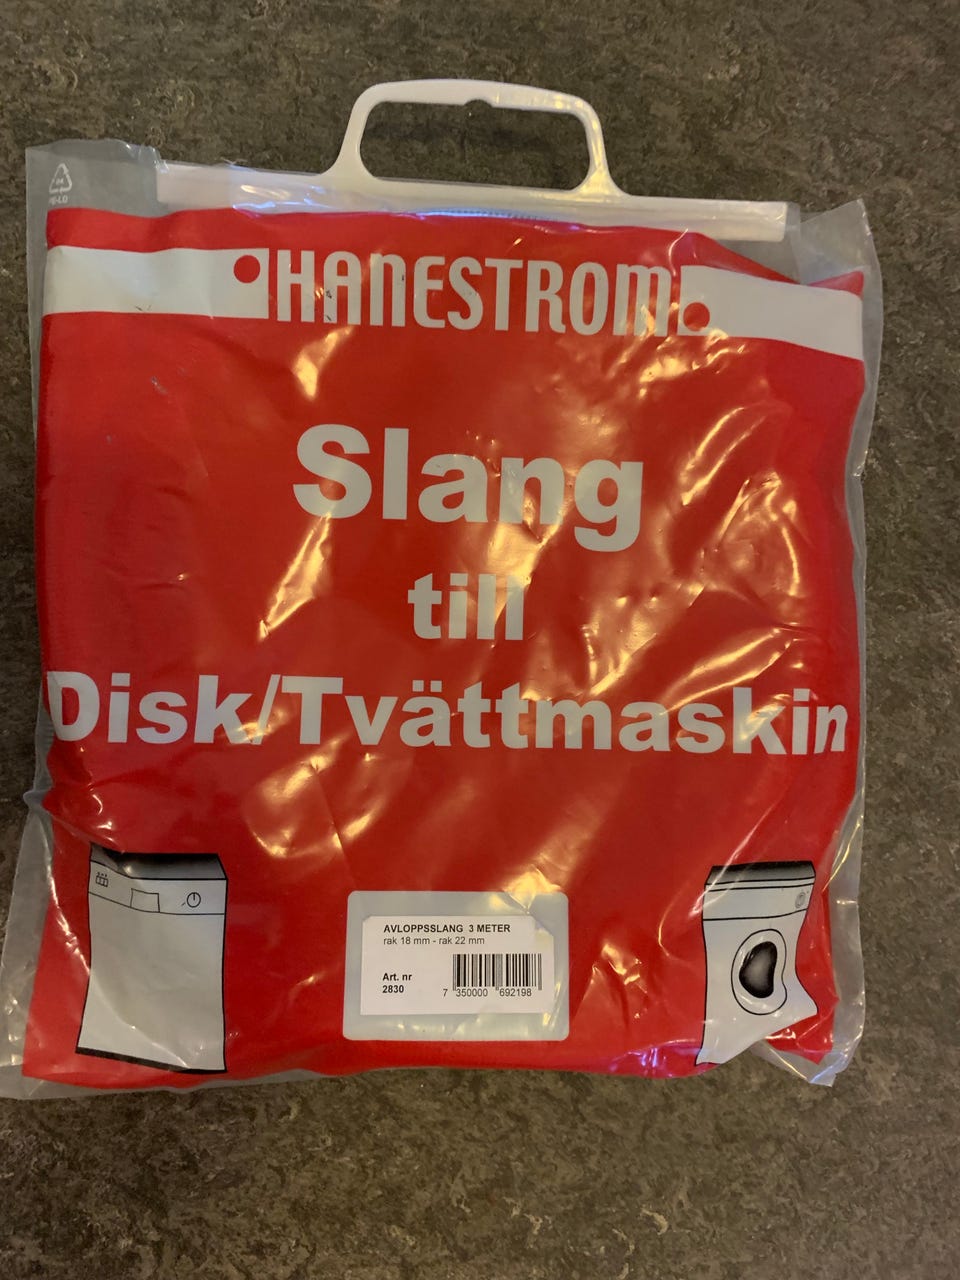 HANESTROM
Slang
till
Disk/Tvättmaskin
AVLOPPSSLANG 3 METER
rak 18 mm - rak 22 mm
Art. nr
2830
7 350000 692198